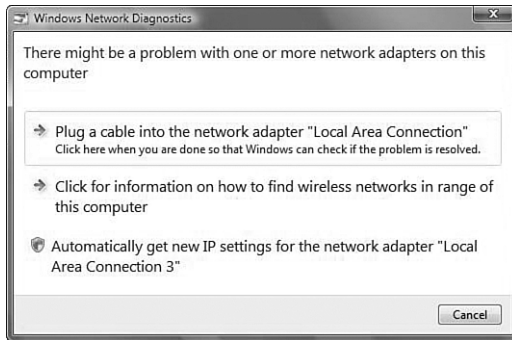 Windows Network Diagnostics
There might be a problem with one or more network adapters on this
computer
Plug a cable into the network adapter "Local Area Connection"
Click here when you are done so that Windows can check if the problem is resolved.
Click for information on how to find wireless networks in range of
this computer
Automatically get new IP settings for the network adapter "Local
Area Connection 3"
Cancel